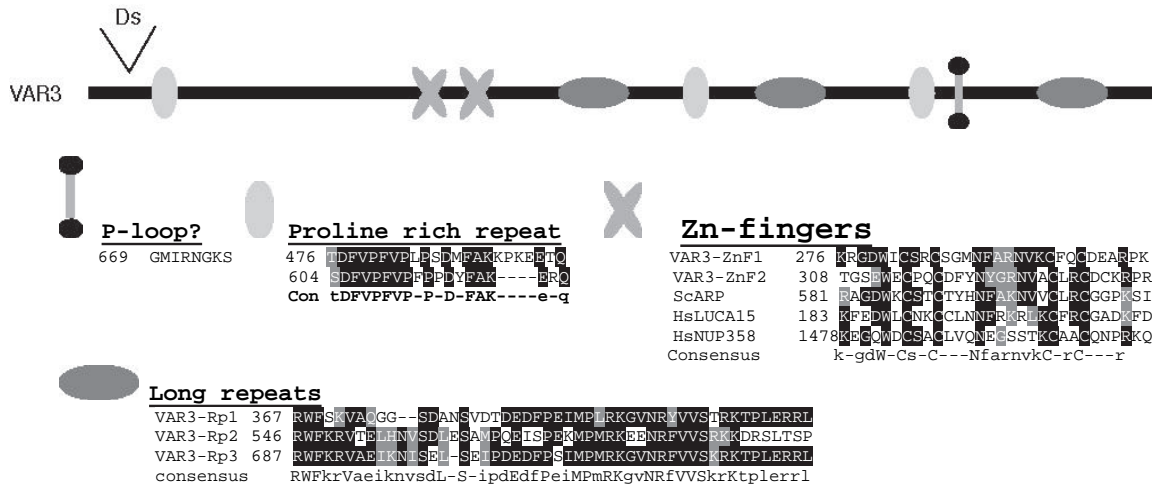 Ds
VAR3
P-loop?
669 GMIRNGKS
Proline rich repeat
476 TDFVPFVPLPSDMFAKKPKEETQ
604 SDFVPFVPFPPDYFAK----ERQ
Con tDFVPFVP-P-D-FAK----e-q
Zn-fingers
VAR3-ZnF1 276 KRGDWICSRCSGMNFARNVKCFQCDEARPK
VAR3-ZnF2 308 TGSEWECPQCDFYNYGRNVACLRCDCKRPR
ScARP 581 RAGDWKCSTCTYHNFAKNVVCLRCGGPKSI
HsLUCA15 183 KFEDWLCNKCCLNNFRKRLKCFRCGADKFD
HsNUP358 1478 KEGQWDCSACLVQNEGSSTKCAACQNPRKQ
Consensus k-gdW-Cs-C---NfarnvkC-rC---r
Long repeats
VAR3-Rp1 367 RWFSKVAQGG--SDANSVDTDEDFPEIMPLRKGVNRYVVSTRKTPLERRL
VAR3-Rp2 546 RWFKRVTELHNVSDLESAMPQEISPEKMPMRKEENRFVVSRKKDRSLTSP
VAR3-Rp3 687 RWFKRVAEIKNISEL-SEIPDEDFPSIMPMRKGVNRFVVSKRKTPLERRL
consensus RWFkrVaeiknvsdL-S-ipdEdfPeiMPmRKgvNRfVVSkrKtplerrl